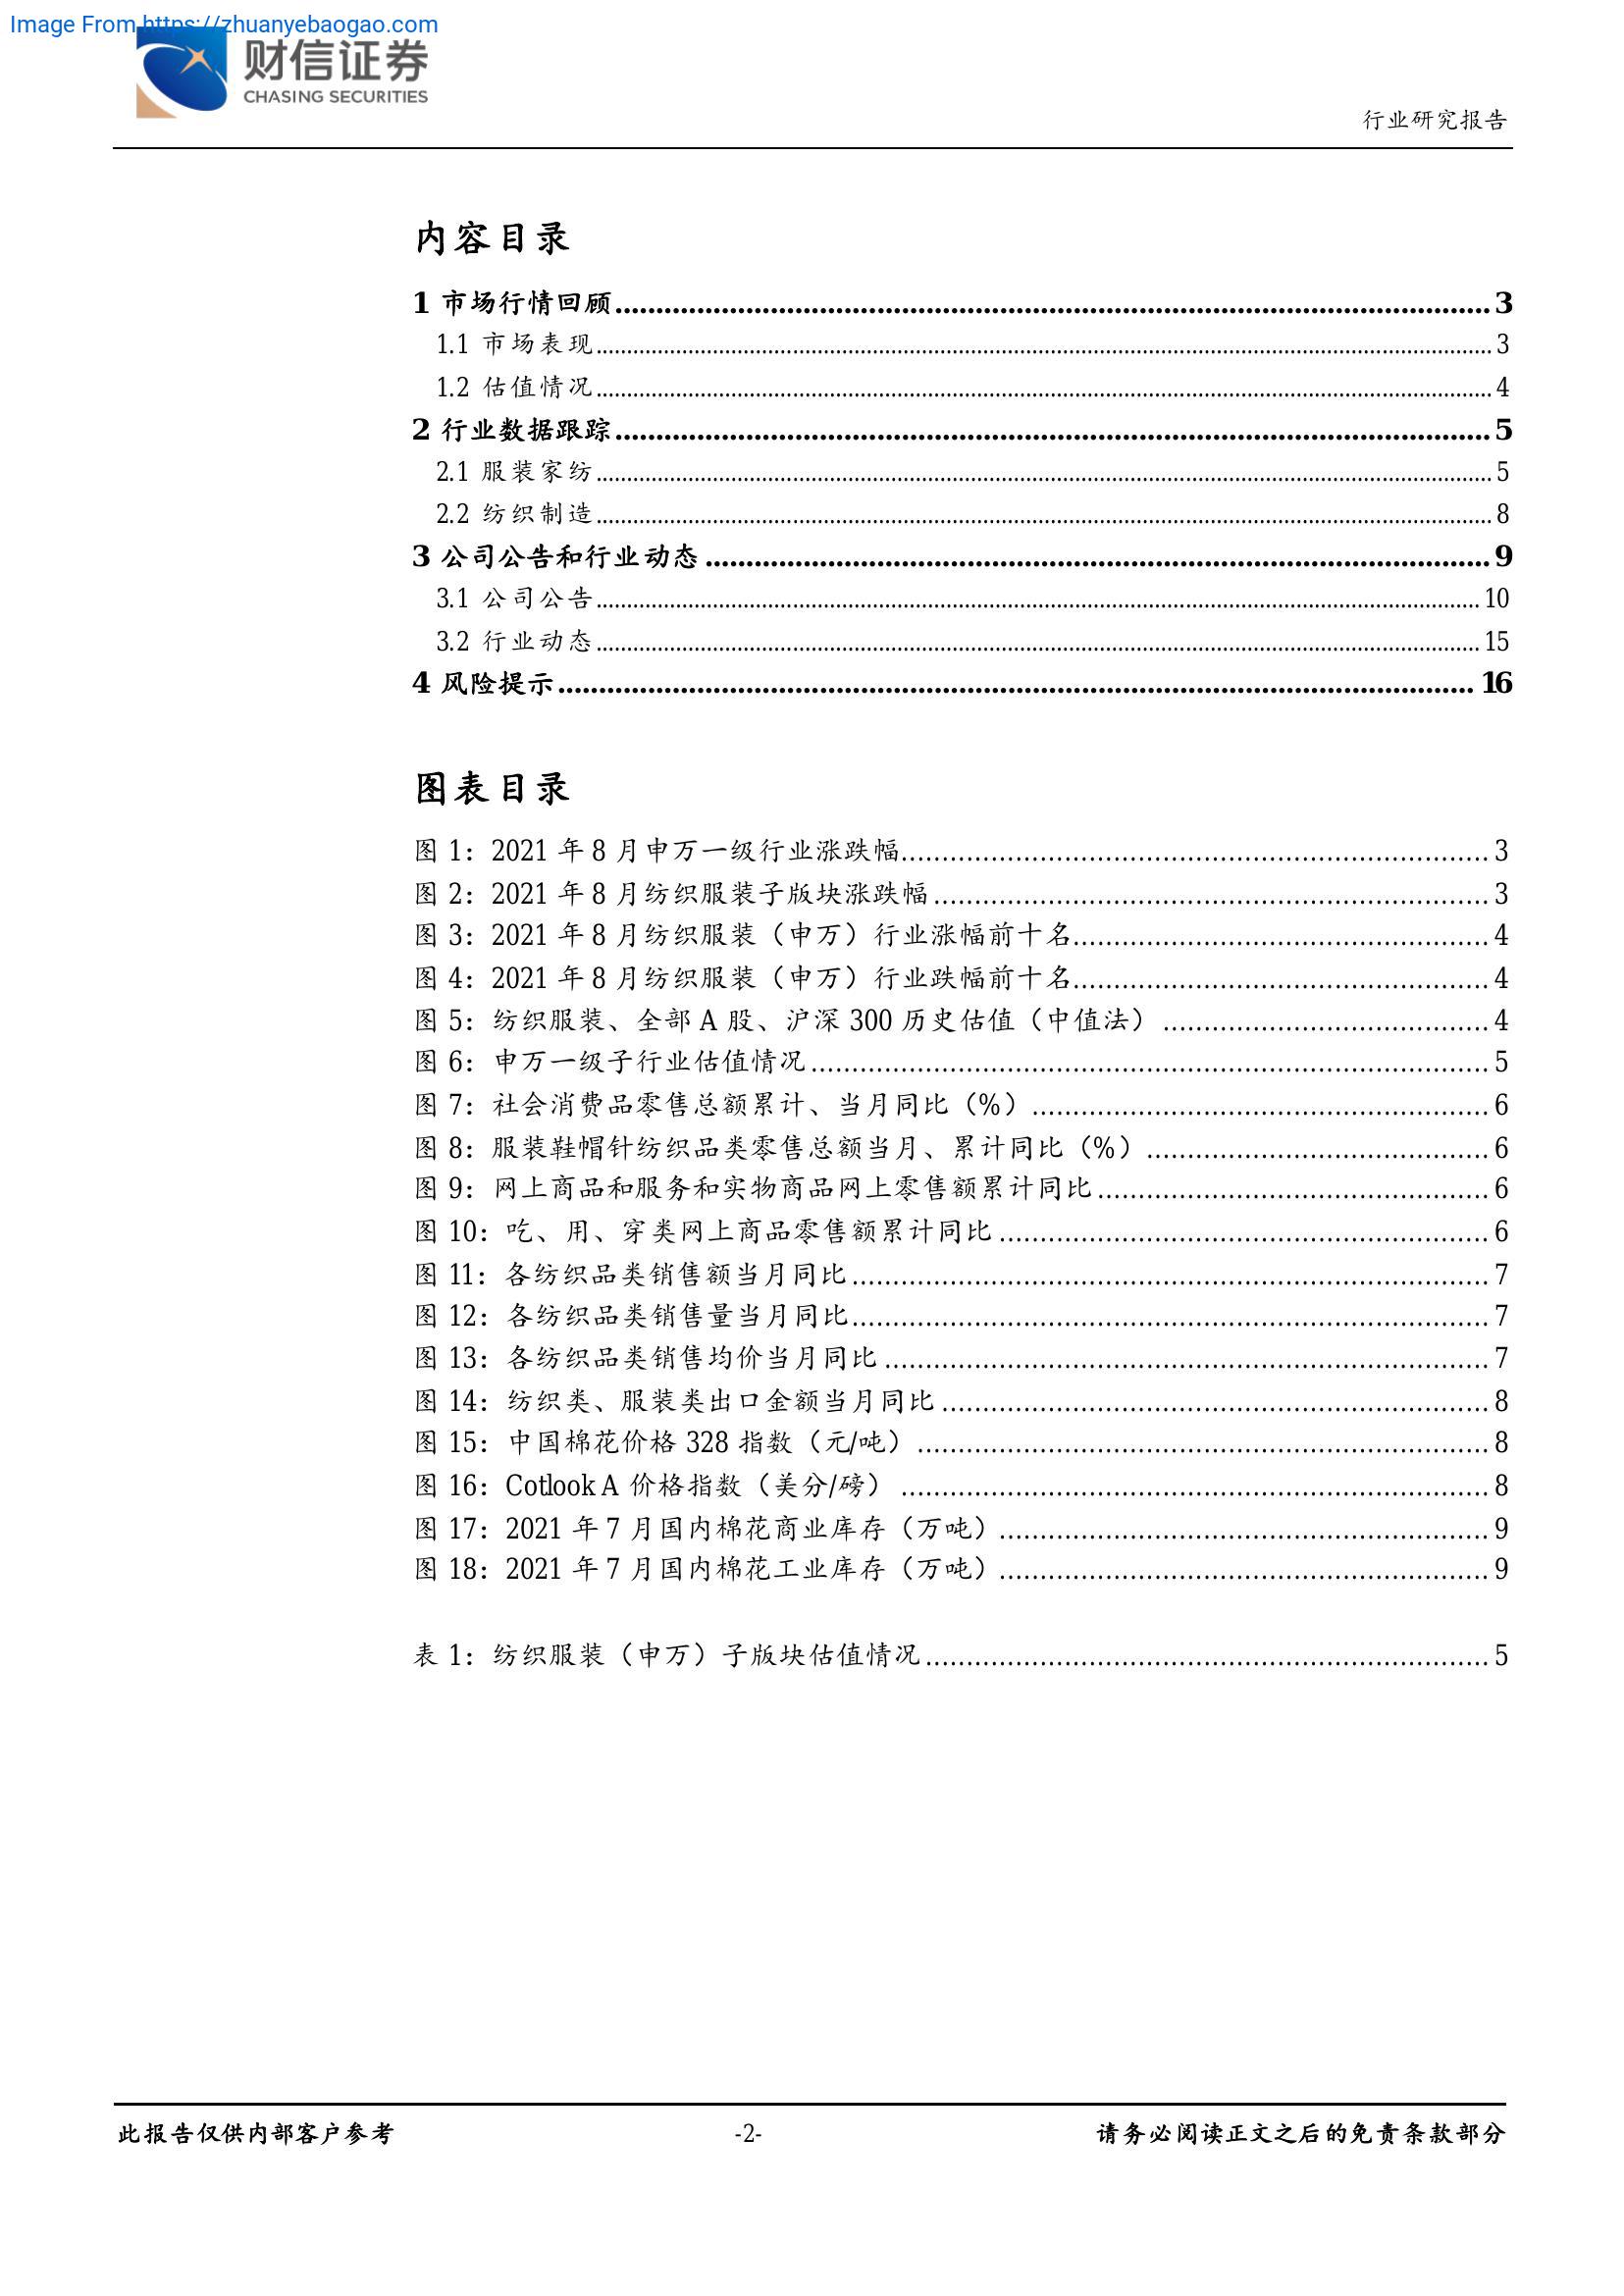 Image From https://zhuanyebaogao.com
财信证券
CHASING SECURITIES
行业研究报告
内容目录
1 市场行情回顾........ 3
1.1 市场表现........ 3
1.2 估值情况........ 4
2 行业数据跟踪........ 5
2.1 服装家纺........ 5
2.2 纺织制造........ 8
3 公司公告和行业动态........ 9
3.1 公司公告........ 10
3.2 行业动态........ 15
4 风险提示........ 16
图表目录
图 1：2021 年 8 月申万一级行业涨跌幅........ 3
图 2：2021 年 8 月纺织服装子版块涨跌幅........ 3
图 3：2021 年 8 月纺织服装（申万）行业涨幅前十名........ 4
图 4：2021 年 8 月纺织服装（申万）行业跌幅前十名........ 4
图 5：纺织服装、全部 A 股、沪深 300 历史估值（中值法）........ 4
图 6：申万一级子行业估值情况........ 5
图 7：社会消费品零售总额累计、当月同比（%）........ 6
图 8：服装鞋帽针纺织品类零售总额当月、累计同比（%）........ 6
图 9：网上商品和服务和实物商品网上零售额累计同比........ 6
图 10：吃、用、穿类网上商品零售额累计同比........ 6
图 11：各纺织品类销售额当月同比........ 7
图 12：各纺织品类销售量当月同比........ 7
图 13：各纺织品类销售均价当月同比........ 7
图 14：纺织类、服装类出口金额当月同比........ 8
图 15：中国棉花价格 328 指数（元/吨）........ 8
图 16：Cotlook A 价格指数（美分/磅）........ 8
图 17：2021 年 7 月国内棉花商业库存（万吨）........ 9
图 18：2021 年 7 月国内棉花工业库存（万吨）........ 9
表 1：纺织服装（申万）子版块估值情况........ 5
此报告仅供内部客户参考
-2-
请务必阅读正文之后的免责条款部分